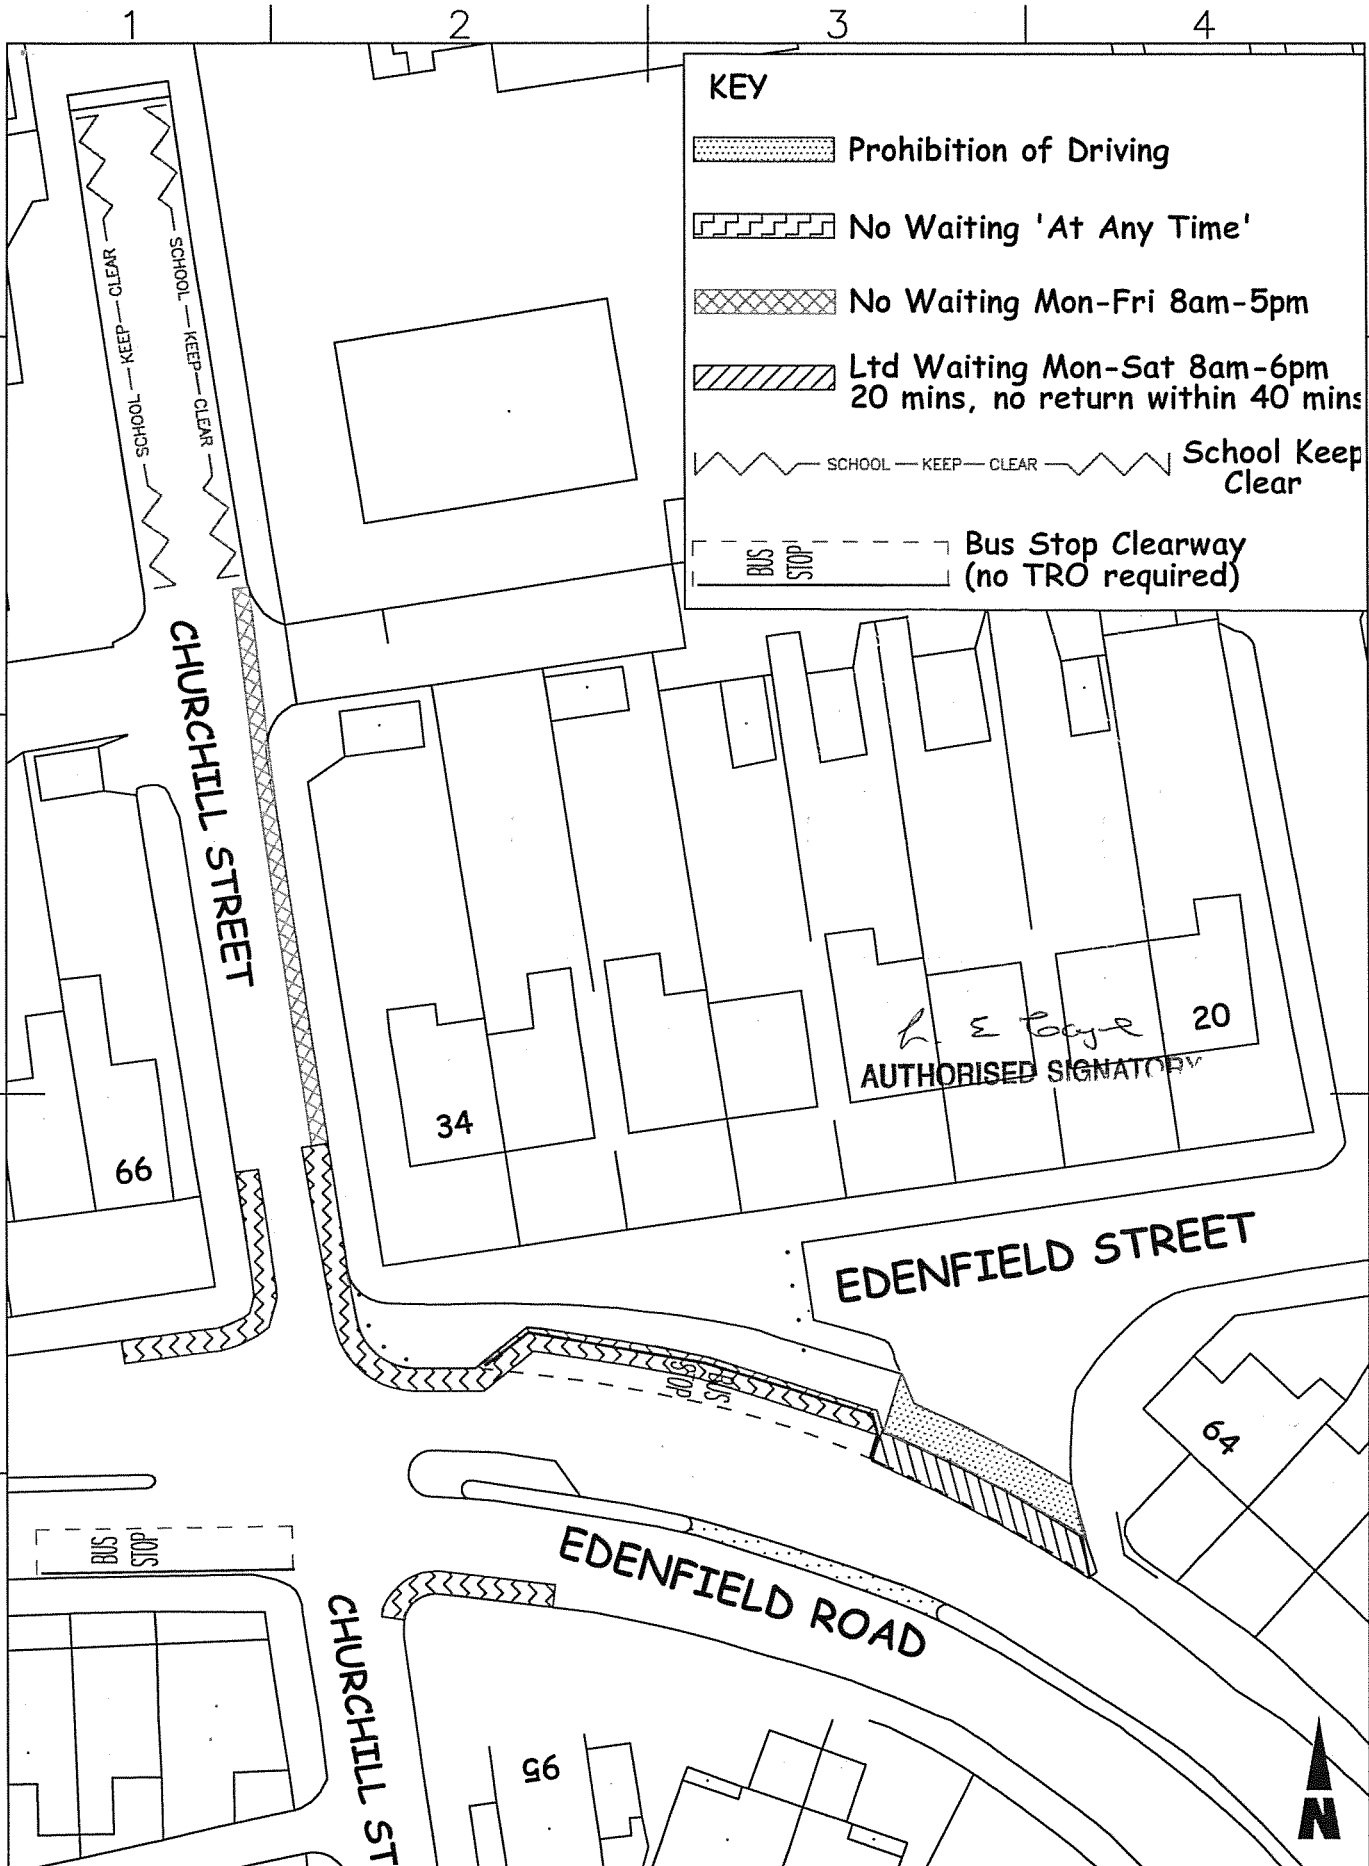 1 2 3 4
KEY
Prohibition of Driving
No Waiting 'At Any Time'
No Waiting Mon-Fri 8am-5pm
Ltd Waiting Mon-Sat 8am-6pm
20 mins, no return within 40 mins
SCHOOL KEEP CLEAR
School Keep
Clear
BUS
STOP
Bus Stop Clearway
(no TRO required)
SCHOOL KEEP CLEAR
SCHOOL KEEP CLEAR
CHURCHILL STREET
20
AUTHORISED SIGNATORY
34
66
EDENFIELD STREET
BUS
STOP
64
BUS
STOP
EDENFIELD ROAD
CHURCHILL ST
95
N